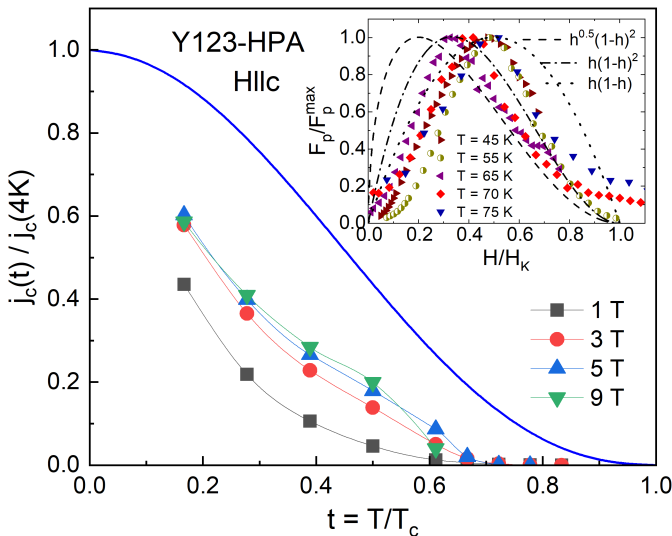 Y123-HPA
Hllc
j_c(t) / j_c(4K)
1.0
0.8
0.6
0.4
0.2
0.0
0.0
0.2
0.4
0.6
0.8
1.0
t = T/T_c
1 T
3 T
5 T
9 T
F_p/F_p^max
1.0
0.8
0.6
0.4
0.2
0.0
0.0
0.2
0.4
0.6
0.8
1.0
H/H_K
h^0.5(1-h)^2
h(1-h)^2
h(1-h)
T = 45 K
T = 55 K
T = 65 K
T = 70 K
T = 75 K